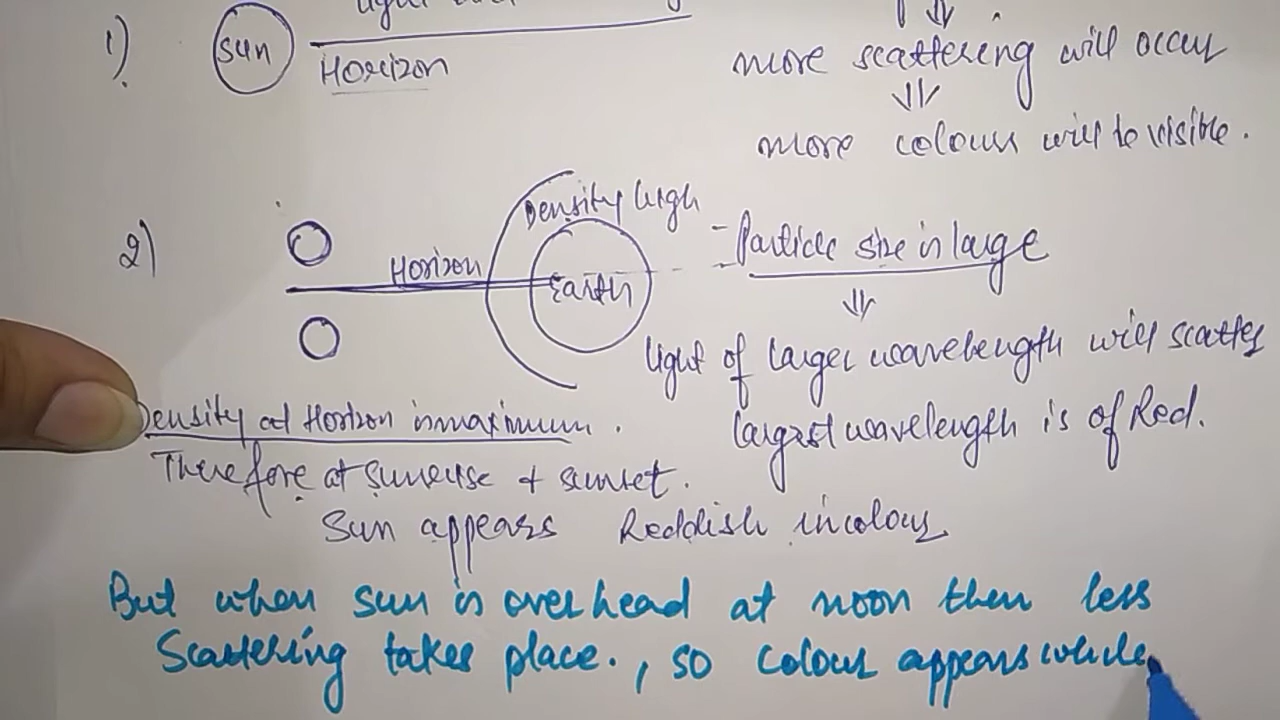 1) Sun Horizon
more scattering will occur
more colours will be visible.
2) Horizon Density high Earth
Particle size is large
light of larger wavelength will scatter
largest wavelength is of Red.
Density at Horizon is maximum.
Therefore at sunrise & sunset.
Sun appears Reddish in colour
But when sun is overhead at noon then less
Scattering takes place., so colour appears white